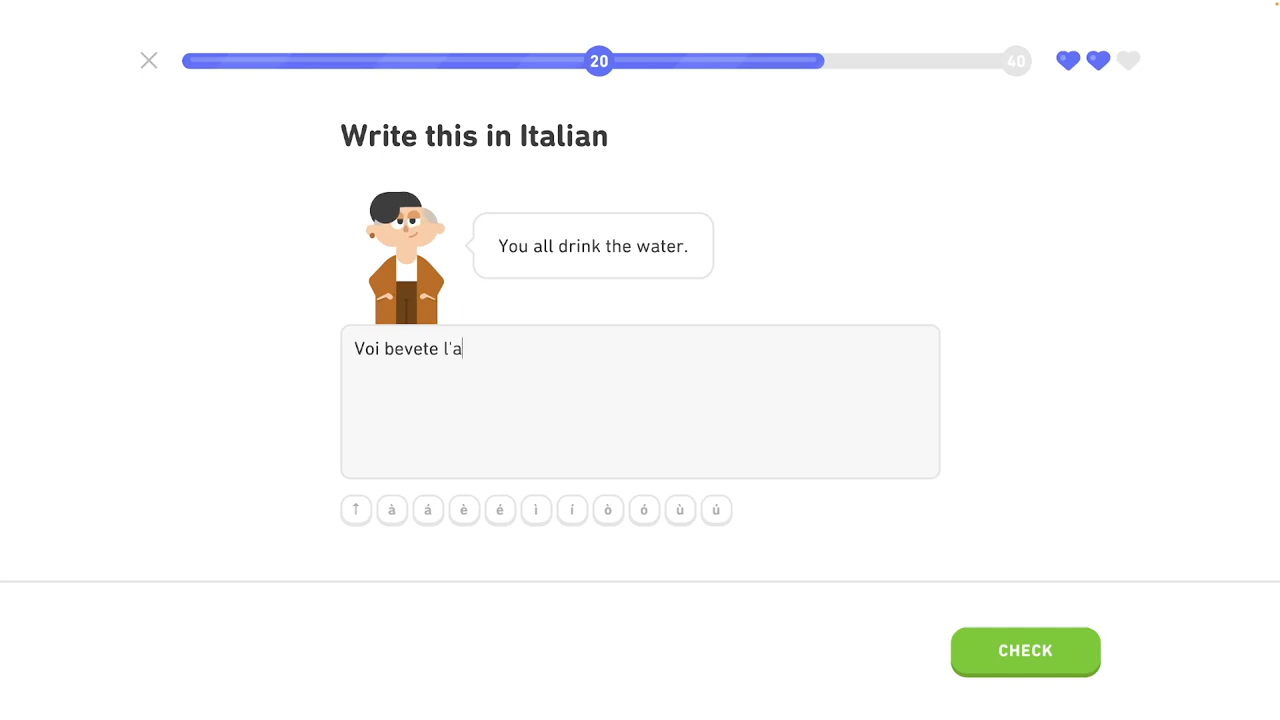 20
40
Write this in Italian
You all drink the water.
Voi bevete l'a
↑ à á è é ì í ò ó ù ú
CHECK